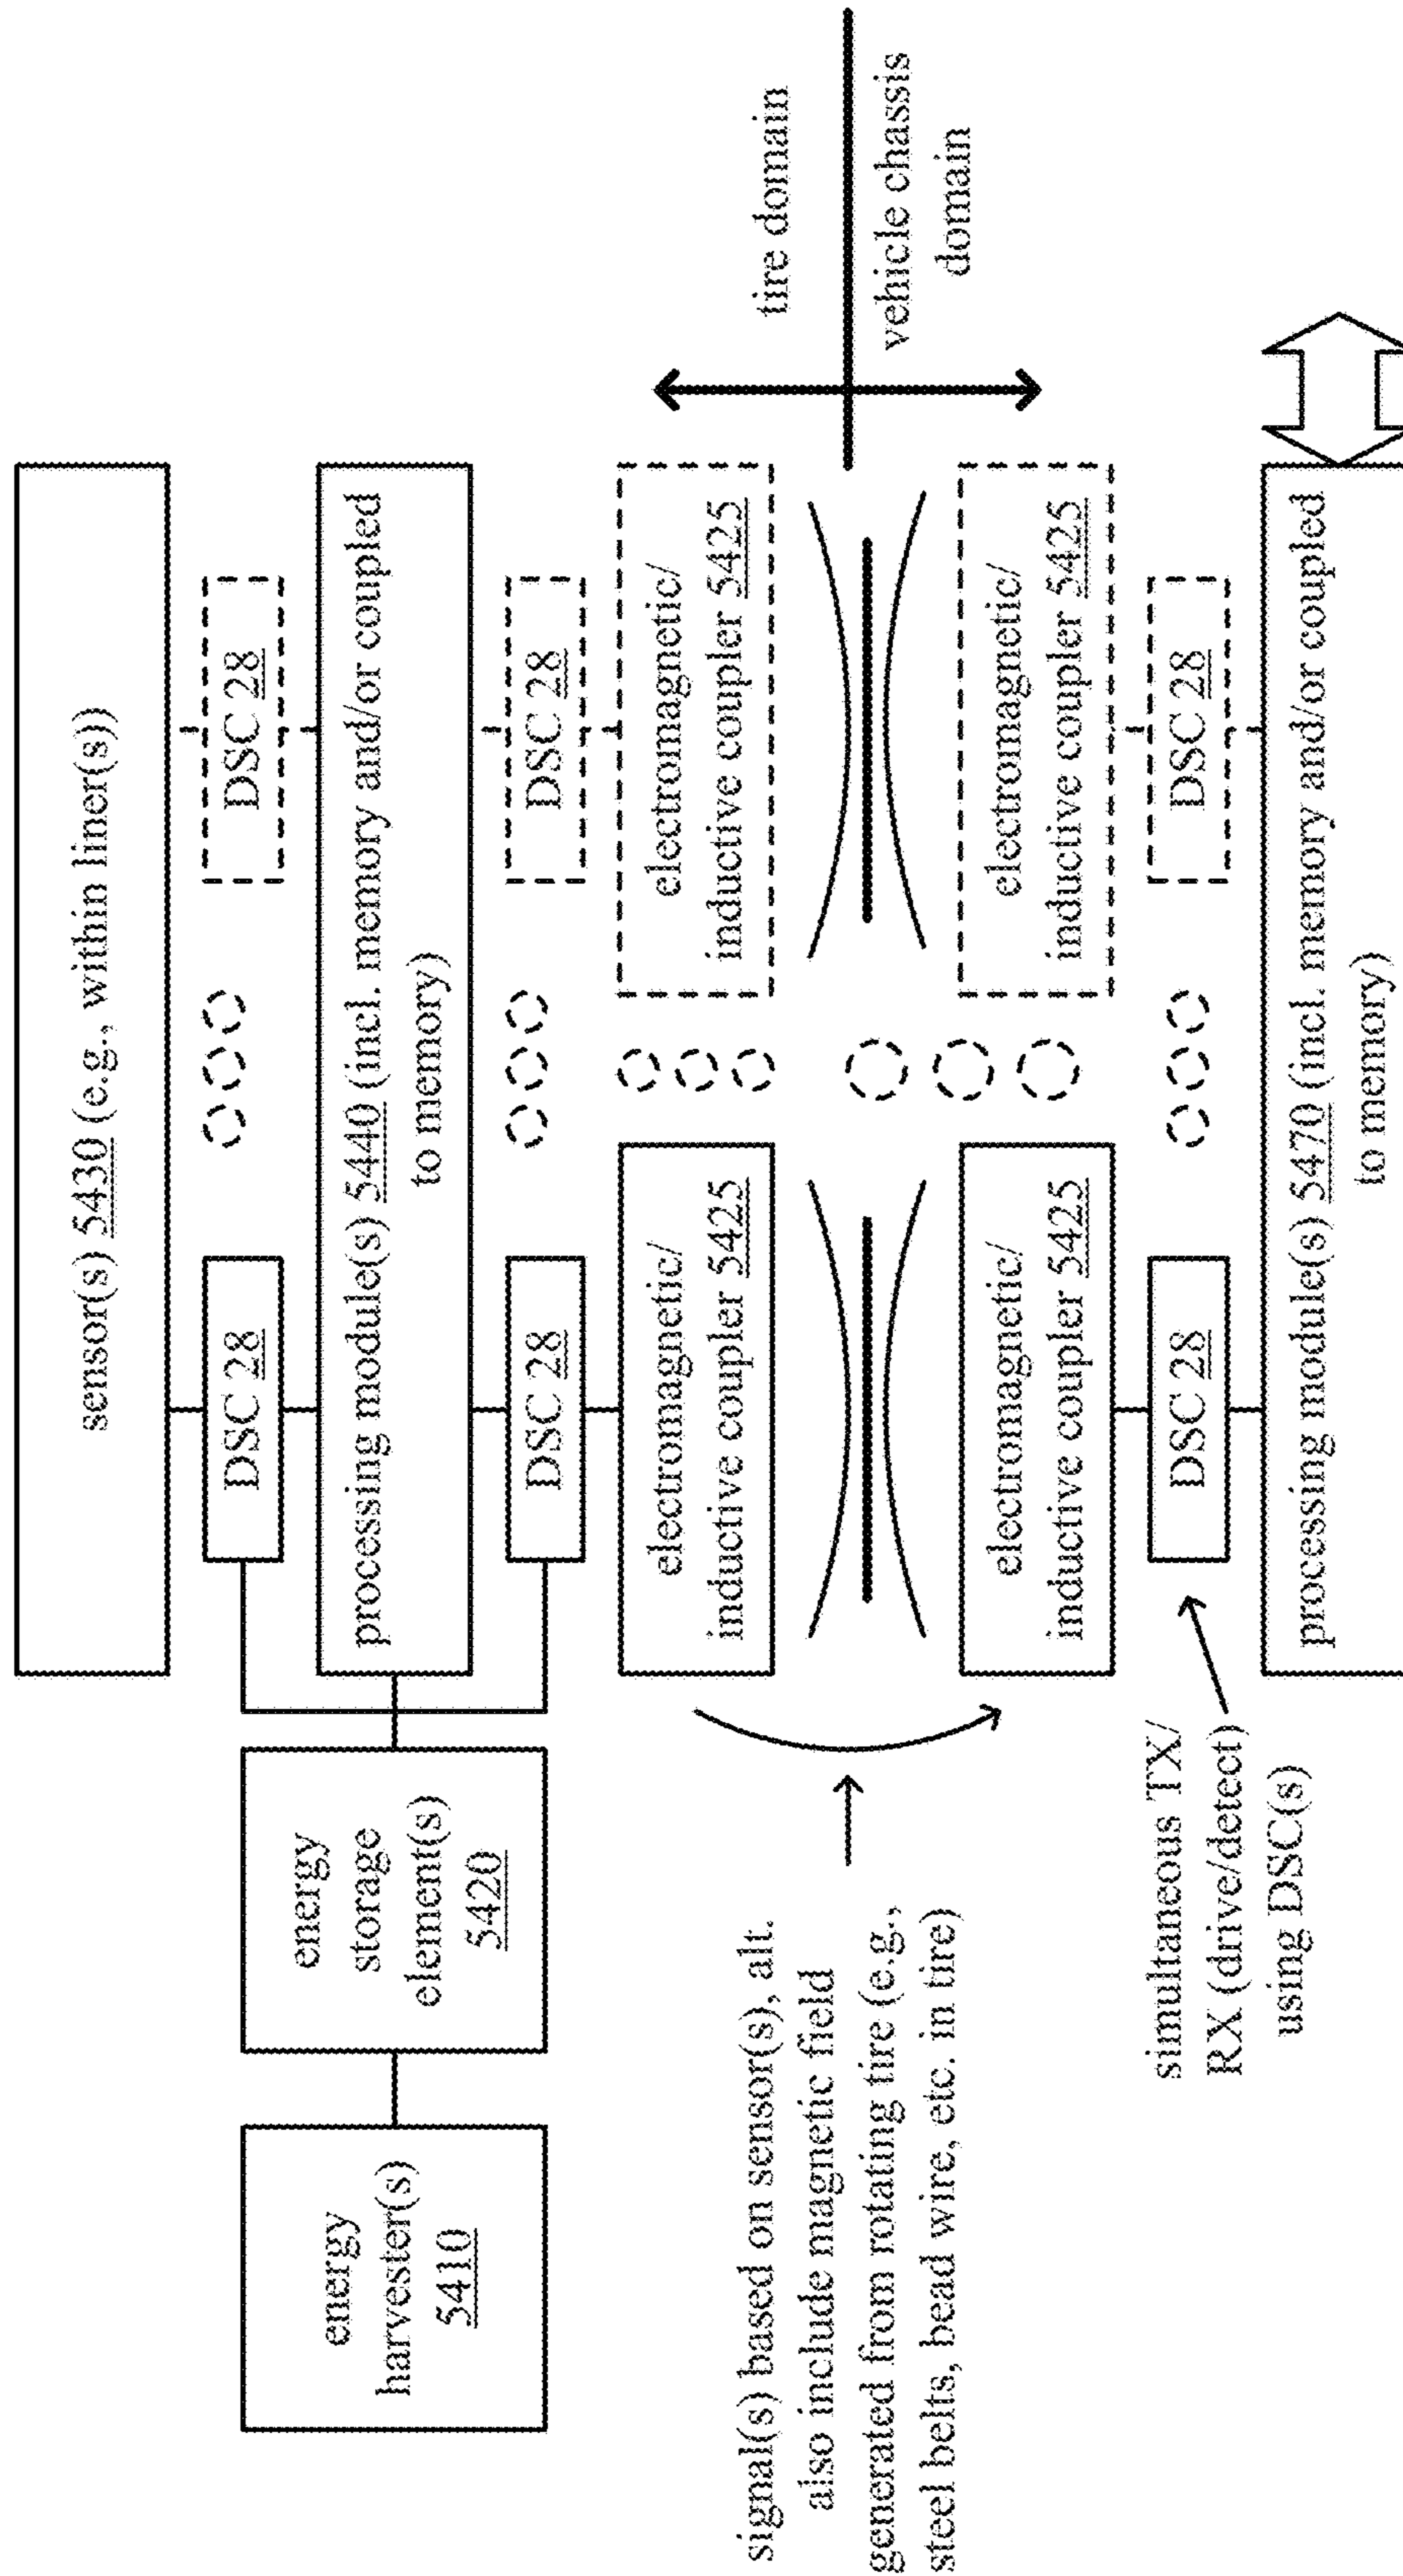 sensor(s) 5430 (e.g., within liner(s))
DSC 28
DSC 28
energy
harvester(s)
5410
energy
storage
element(s)
5420
processing module(s) 5440 (incl. memory and/or coupled
to memory)
DSC 28
DSC 28
electromagnetic/
inductive coupler 5425
electromagnetic/
inductive coupler 5425
tire domain
vehicle chassis
domain
signal(s) based on sensor(s), alt.
also include magnetic field
generated from rotating tire (e.g.,
steel belts, bead wire, etc. in tire)
electromagnetic/
inductive coupler 5425
electromagnetic/
inductive coupler 5425
simultaneous TX/
RX (drive/detect)
using DSC(s)
DSC 28
DSC 28
processing module(s) 5470 (incl. memory and/or coupled
to memory)